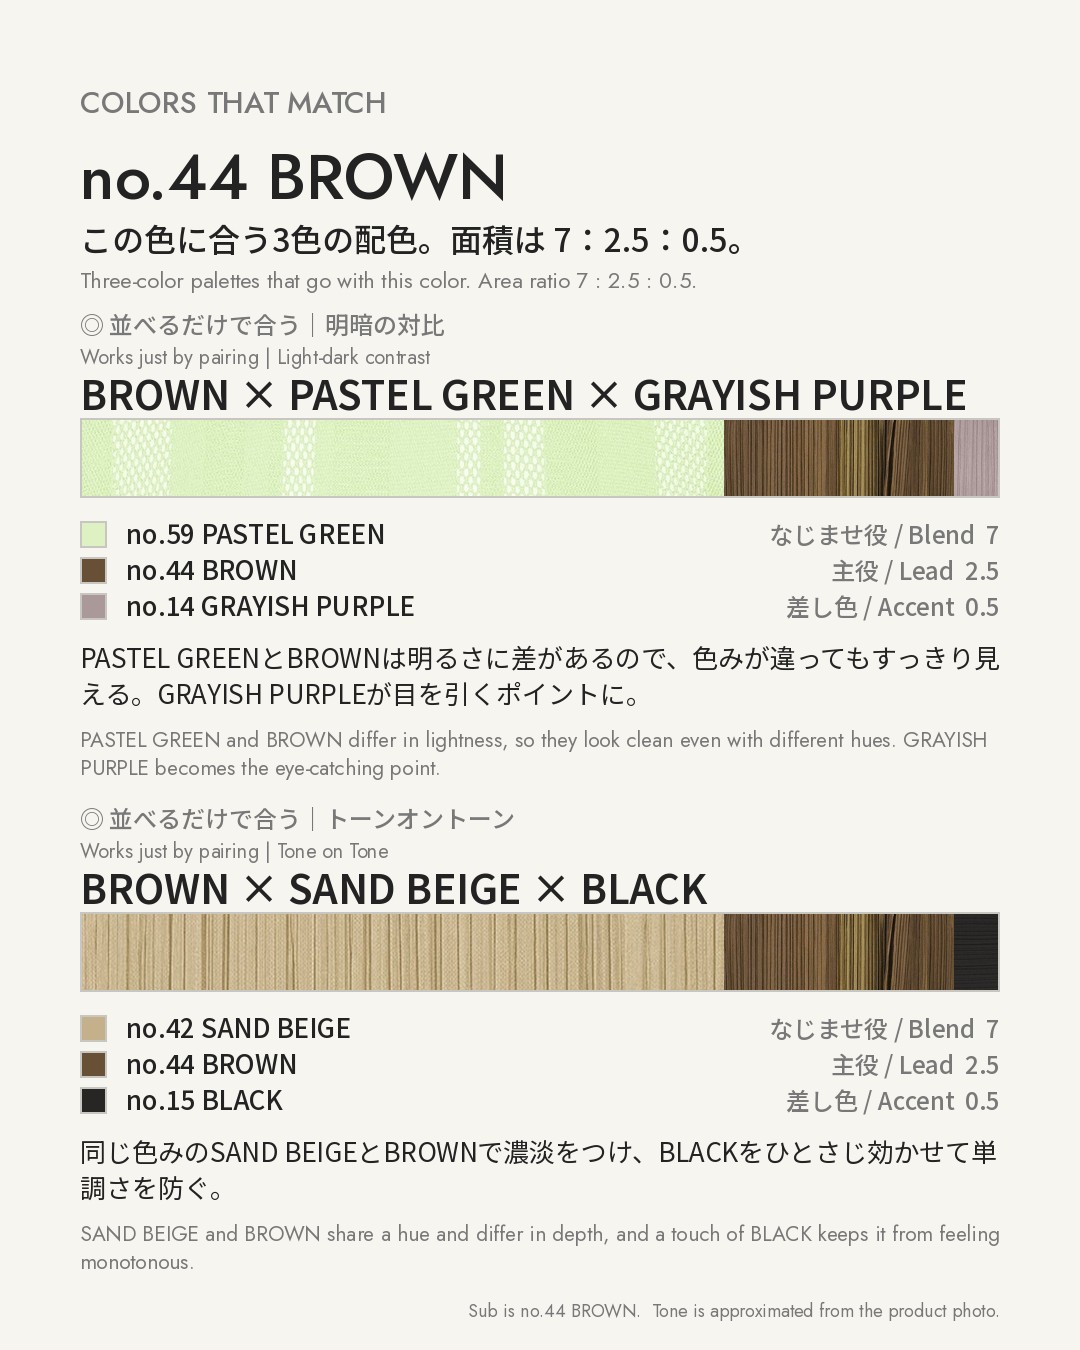 COLORS THAT MATCH
no.44 BROWN
この色に合う3色の配色。面積は 7：2.5：0.5。
Three-color palettes that go with this color. Area ratio 7 : 2.5 : 0.5.
◎ 並べるだけで合う｜明暗の対比
Works just by pairing | Light-dark contrast
BROWN × PASTEL GREEN × GRAYISH PURPLE
no.59 PASTEL GREEN なじませ役 / Blend 7
no.44 BROWN 主役 / Lead 2.5
no.14 GRAYISH PURPLE 差し色 / Accent 0.5
PASTEL GREENとBROWNは明るさに差があるので、色みが違ってもすっきり見
える。GRAYISH PURPLEが目を引くポイントに。
PASTEL GREEN and BROWN differ in lightness, so they look clean even with different hues. GRAYISH
PURPLE becomes the eye-catching point.
◎ 並べるだけで合う｜トーンオントーン
Works just by pairing | Tone on Tone
BROWN × SAND BEIGE × BLACK
no.42 SAND BEIGE なじませ役 / Blend 7
no.44 BROWN 主役 / Lead 2.5
no.15 BLACK 差し色 / Accent 0.5
同じ色みのSAND BEIGEとBROWNで濃淡をつけ、BLACKをひとさじ効かせて単
調さを防ぐ。
SAND BEIGE and BROWN share a hue and differ in depth, and a touch of BLACK keeps it from feeling
monotonous.
Sub is no.44 BROWN. Tone is approximated from the product photo.